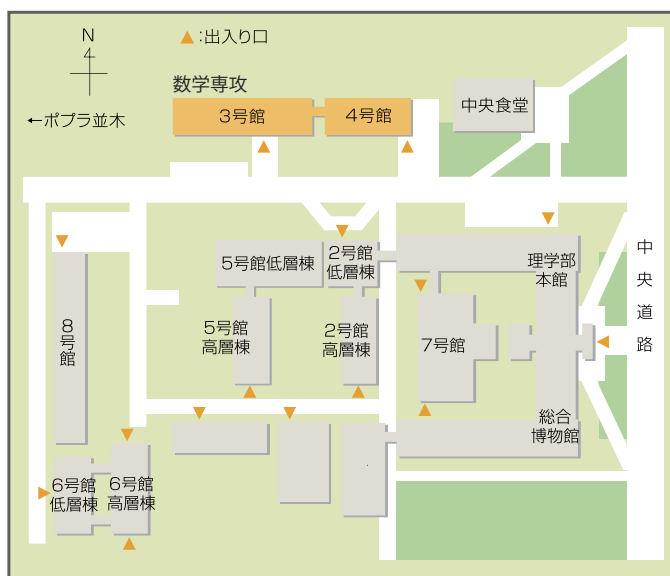 N
▲:出入り口
数学専攻
3号館
4号館
中央食堂
←ポプラ並木
5号館低層棟
2号館
低層棟
理学部
本館
中央道路
8号館
5号館
高層棟
2号館
高層棟
7号館
総合
博物館
6号館
低層棟
6号館
高層棟